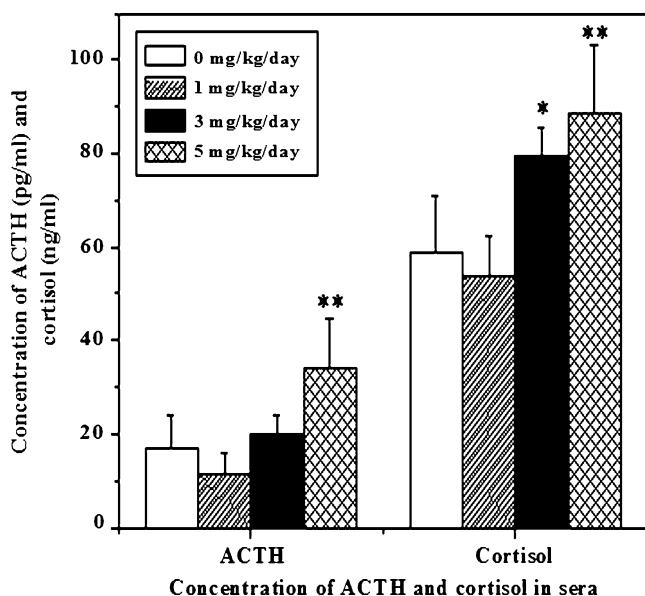 Concentration of ACTH (pg/ml) and
cortisol (ng/ml)
100
80
60
40
20
0
0 mg/kg/day
1 mg/kg/day
3 mg/kg/day
5 mg/kg/day
**
*
**
ACTH
Cortisol
Concentration of ACTH and cortisol in sera